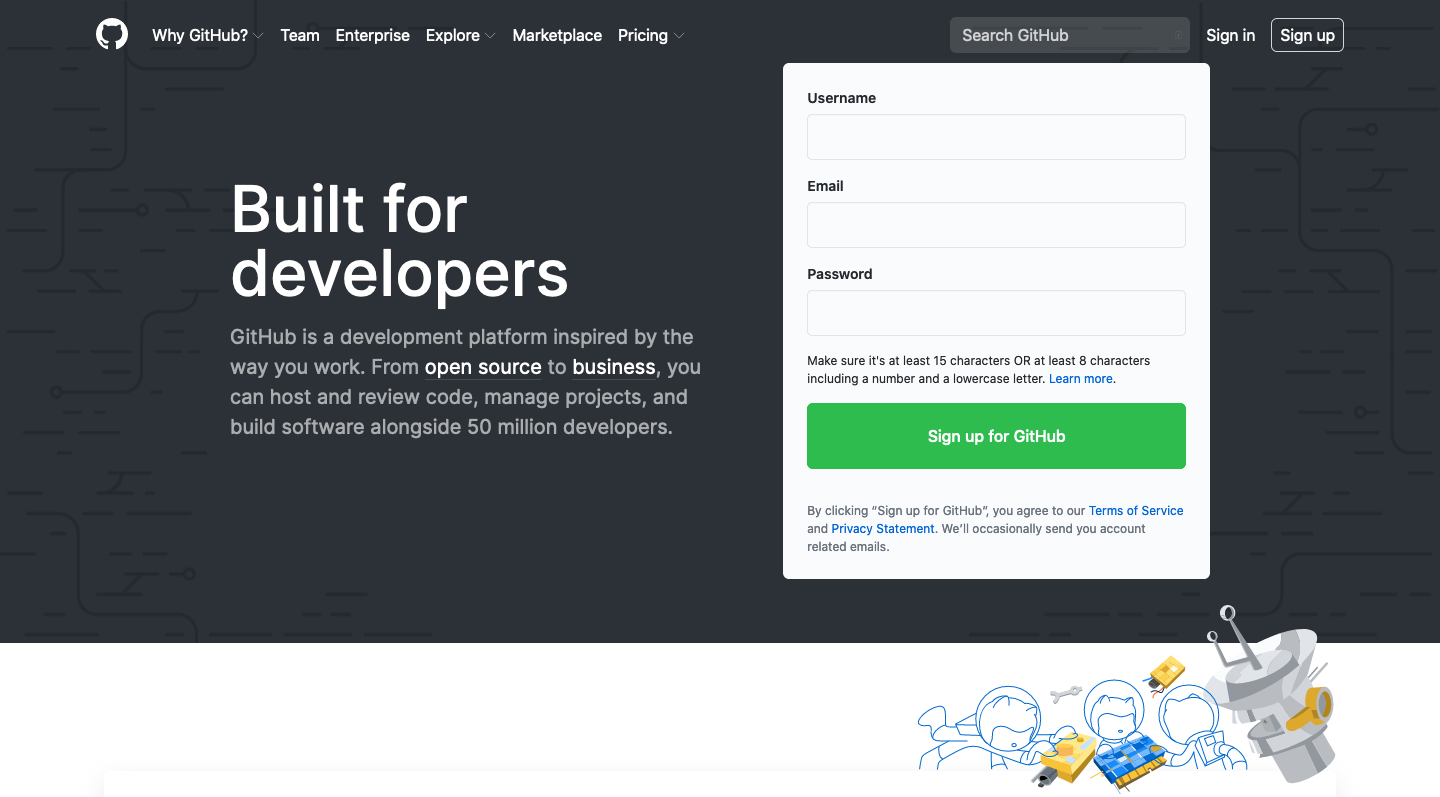 Why GitHub? Team Enterprise Explore Marketplace Pricing Search GitHub Sign in Sign up
Built for
developers
GitHub is a development platform inspired by the
way you work. From open source to business, you
can host and review code, manage projects, and
build software alongside 50 million developers.
Username
Email
Password
Make sure it's at least 15 characters OR at least 8 characters
including a number and a lowercase letter. Learn more.
Sign up for GitHub
By clicking “Sign up for GitHub”, you agree to our Terms of Service
and Privacy Statement. We’ll occasionally send you account
related emails.